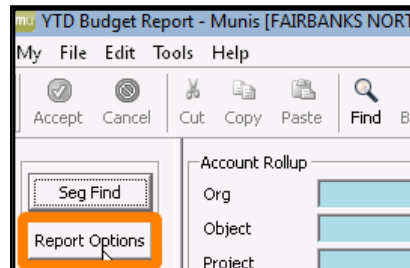 mu YTD Budget Report - Munis [FAIRBANKS NORT
My File Edit Tools Help
Accept Cancel Cut Copy Paste Find B
Account Rollup
Seg Find Org
Report Options Object
Project